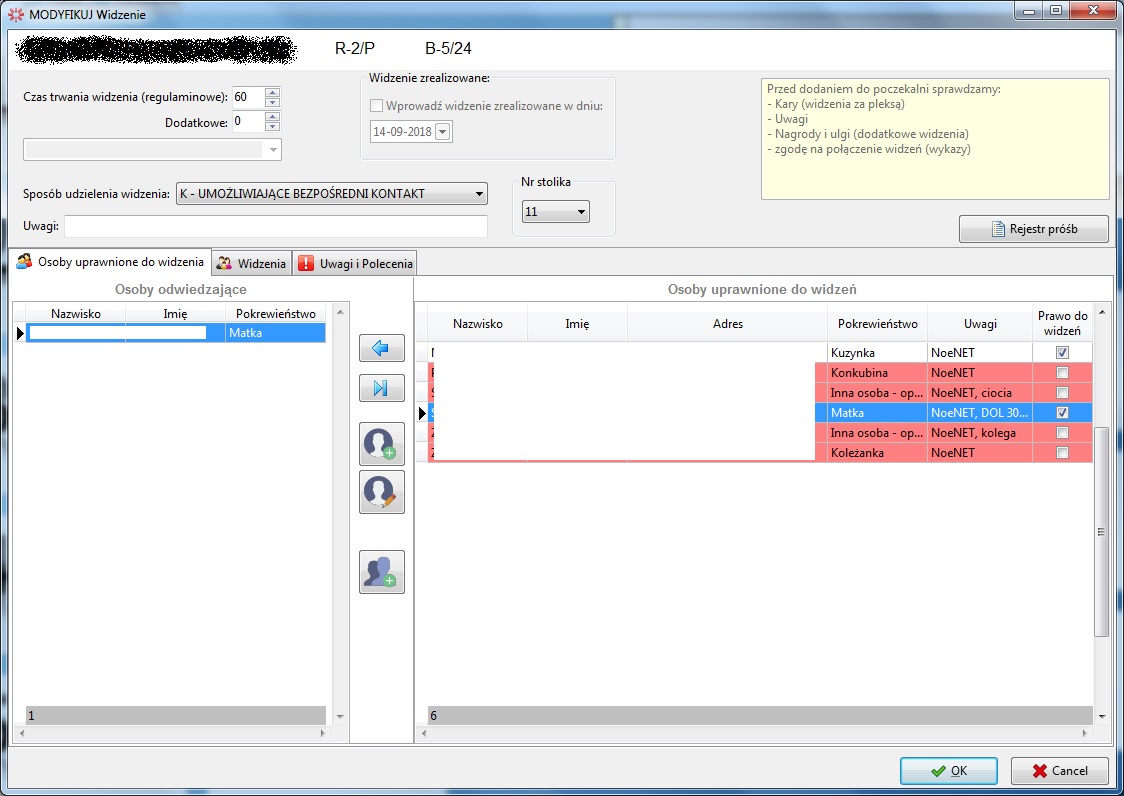 MODYFIKUJ Widzenie
R-2/P B-5/24
Czas trwania widzenia (regulaminowe): 60
Dodatkowe: 0
Widzenie zrealizowane:
Wprowadź widzenie zrealizowane w dniu:
14-09-2018
Przed dodaniem do poczekalni sprawdzamy:
- Kary (widzenia za pleksą)
- Uwagi
- Nagrody i ulgi (dodatkowe widzenia)
- zgodę na połączenie widzeń (wykazy)
Sposób udzielenia widzenia: K - UMOŻLIWIAJĄCE BEZPOŚREDNI KONTAKT
Nr stolika
11
Uwagi:
Rejestr próśb
Osoby uprawnione do widzenia Widzenia Uwagi i Polecenia
Osoby odwiedzające
Nazwisko Imię Pokrewieństwo
Matka
1
Osoby uprawnione do widzeń
Nazwisko Imię Adres Pokrewieństwo Uwagi Prawo do widzeń
Kuzynka NoeNET
Konkubina NoeNET
Inna osoba - op... NoeNET, ciocia
Matka NoeNET, DOL 30...
Inna osoba - op... NoeNET, kolega
Koleżanka NoeNET
6
OK Cancel